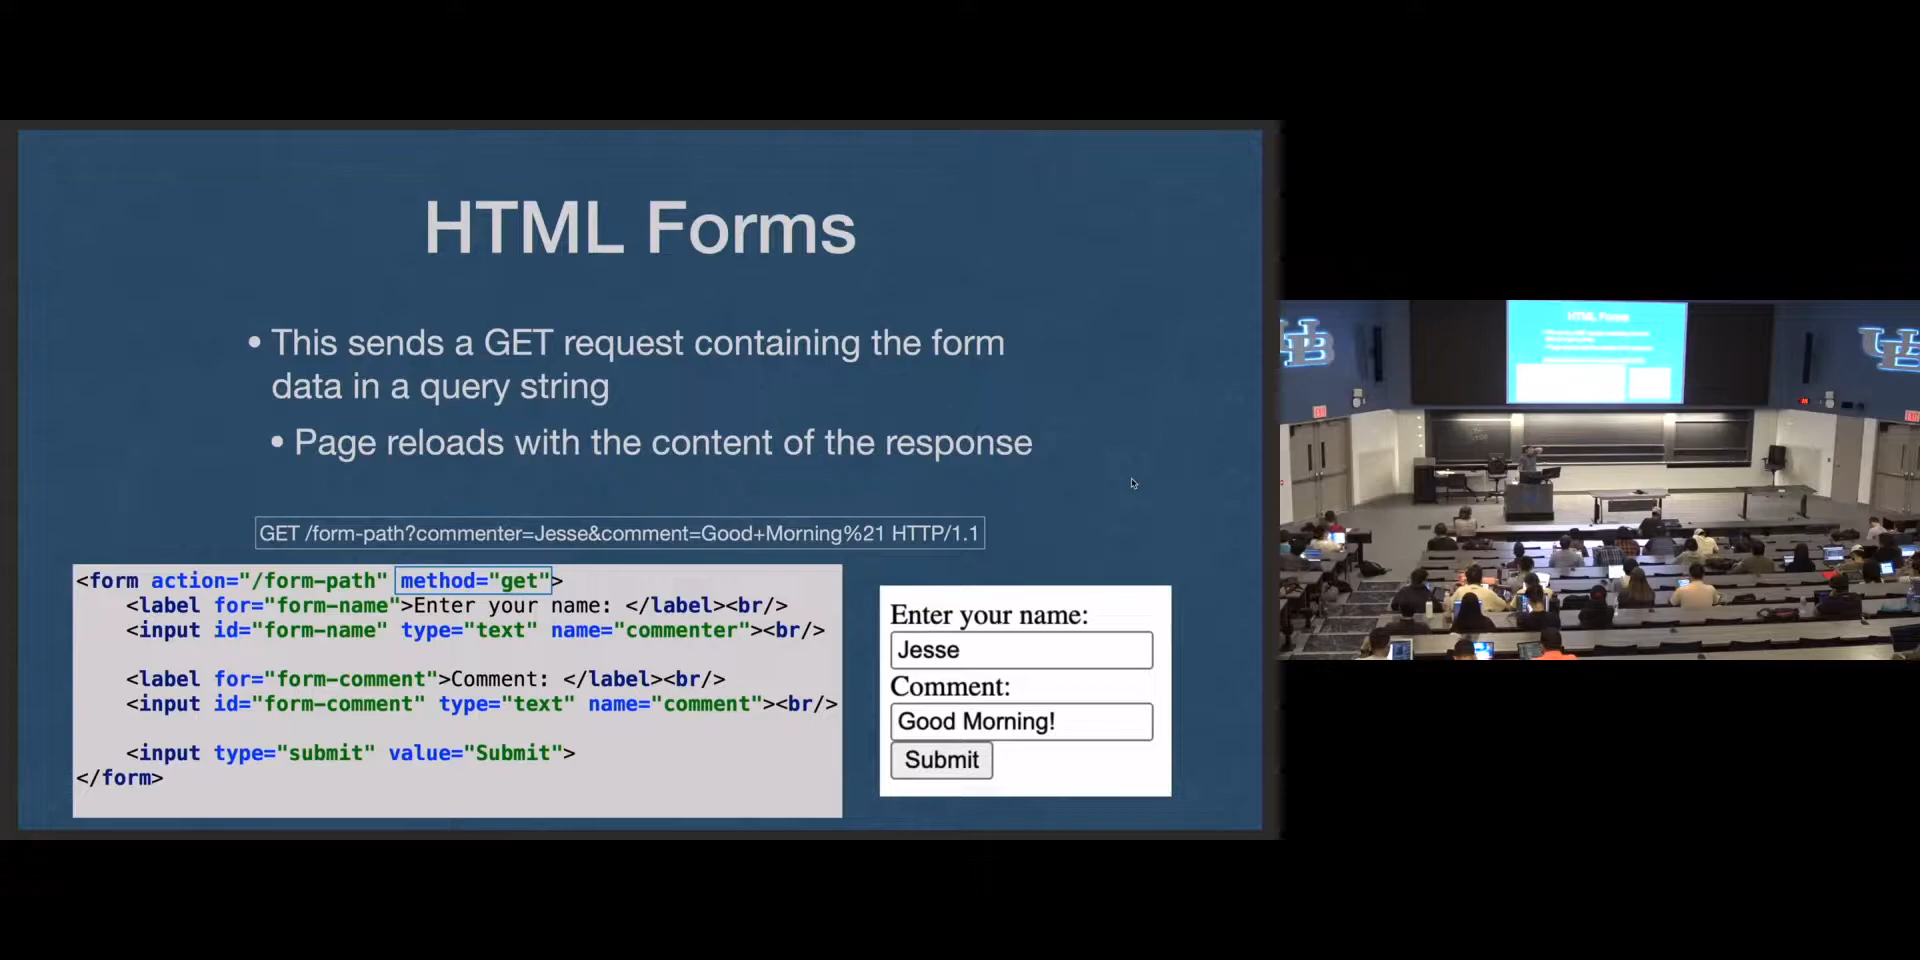 HTML Forms
• This sends a GET request containing the form
data in a query string
• Page reloads with the content of the response
GET /form-path?commenter=Jesse&comment=Good+Morning%21 HTTP/1.1
<form action="/form-path" method="get">
    <label for="form-name">Enter your name: </label><br/>
    <input id="form-name" type="text" name="commenter"><br/>
    <label for="form-comment">Comment: </label><br/>
    <input id="form-comment" type="text" name="comment"><br/>
    <input type="submit" value="Submit">
</form>
Enter your name:
Jesse
Comment:
Good Morning!
Submit
HTML Forms
UB
UB